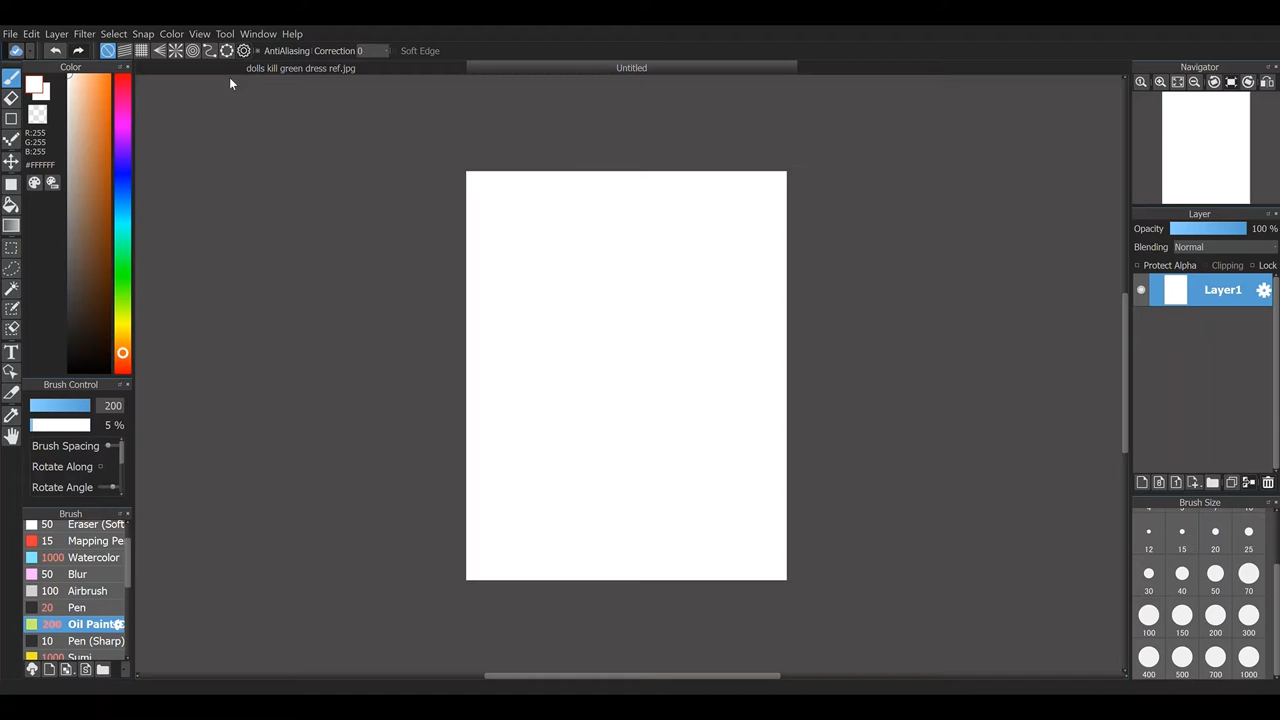 File Edit Layer Filter Select Snap Color View Tool Window Help
AntiAliasing Correction 0 Soft Edge
Color dolls kill green dress ref.jpg Untitled Navigator
R:255
G:255
B:255
#FFFFFF
Layer
Opacity 100 %
Blending Normal
Protect Alpha Clipping Lock
Layer1
Brush Control
200
5 %
Brush Spacing
Rotate Along
Rotate Angle
Brush
50 Eraser (Soft
15 Mapping Pe
1000 Watercolor
50 Blur
100 Airbrush
20 Pen
200 Oil Paint
10 Pen (Sharp)
1000 Sumi
Brush Size
12 15 20 25
30 40 50 70
100 150 200 300
400 500 700 1000